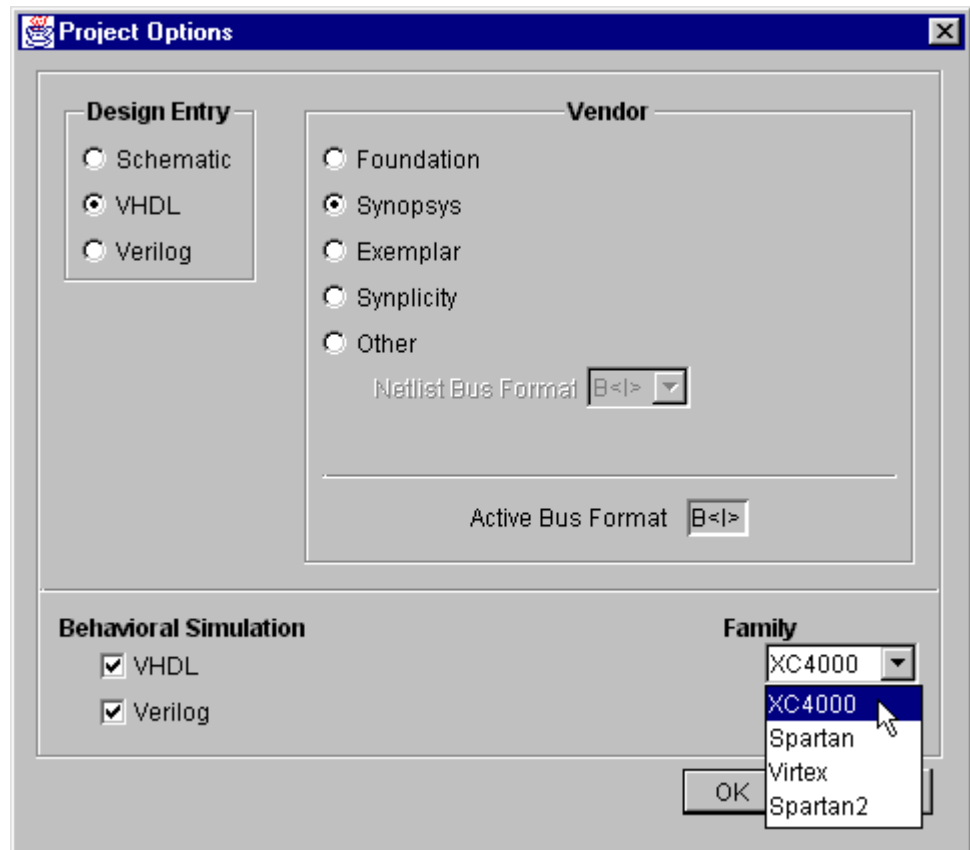 Project Options
Design Entry
Schematic
VHDL
Verilog
Vendor
Foundation
Synopsys
Exemplar
Synplicity
Other
Netlist Bus Format B<I>
Active Bus Format B<I>
Behavioral Simulation
VHDL
Verilog
Family
XC4000
XC4000
Spartan
Virtex
Spartan2
OK